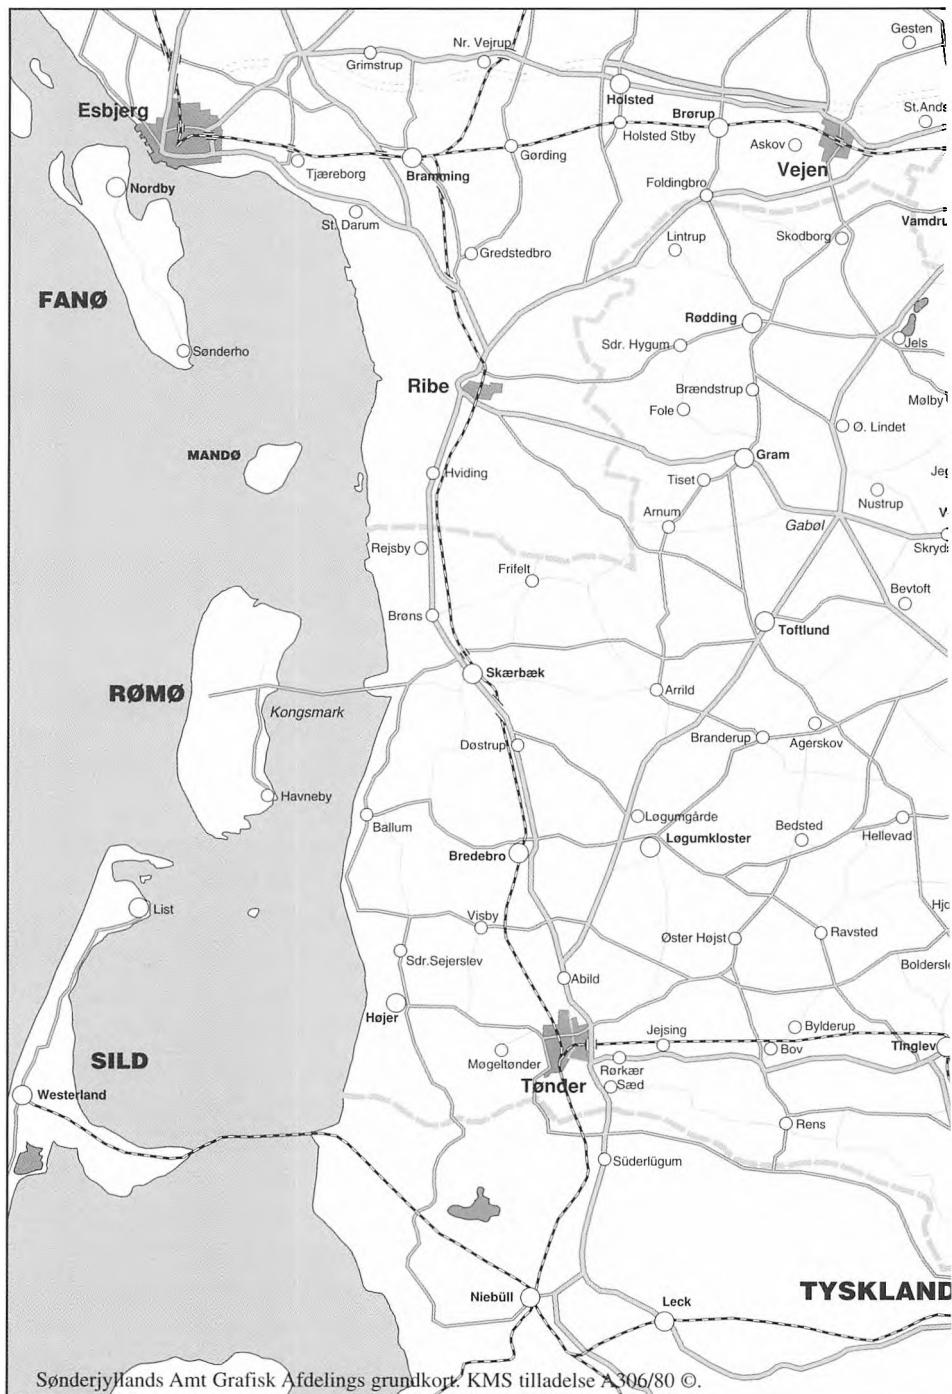 Gesten
Nr. Vejrup
Grimstrup
Holsted
Esbjerg
Brørup
St.Ands
Holsted Stby
Askov
Gørding
Vejen
Tjæreborg
Bramming
Nordby
Foldingbro
St. Darum
Vamdru
Lintrup
Skodborg
Gredstedbro
FANØ
Rødding
Sønderho
Sdr. Hygum
Jels
Ribe
Brændstrup
Mølby
Fole
Ø. Lindet
MANDØ
Gram
Hviding
Tiset
Nustrup
Arnum
Gabøl
Rejsby
Skryds
Frifelt
Bevtoft
Brøns
Toftlund
Skærbæk
RØMØ
Arrild
Kongsmark
Døstrup
Branderup
Agerskov
Havneby
Ballum
Løgumgårde
Bedsted
Hellevad
Løgumkloster
Bredebro
List
Visby
Øster Højst
Ravsted
Sdr.Sejerslev
Boldersle
Abild
Højer
Jejsing
Bylderup
SILD
Møgeltønder
Bov
Tinglev
Rørkær
Tønder
Sæd
Westerland
Rens
Süderlügum
Niebüll
TYSKLAND
Leck
Sønderjyllands Amt Grafisk Afdelings grundkort. KMS tilladelse A306/80 ©.